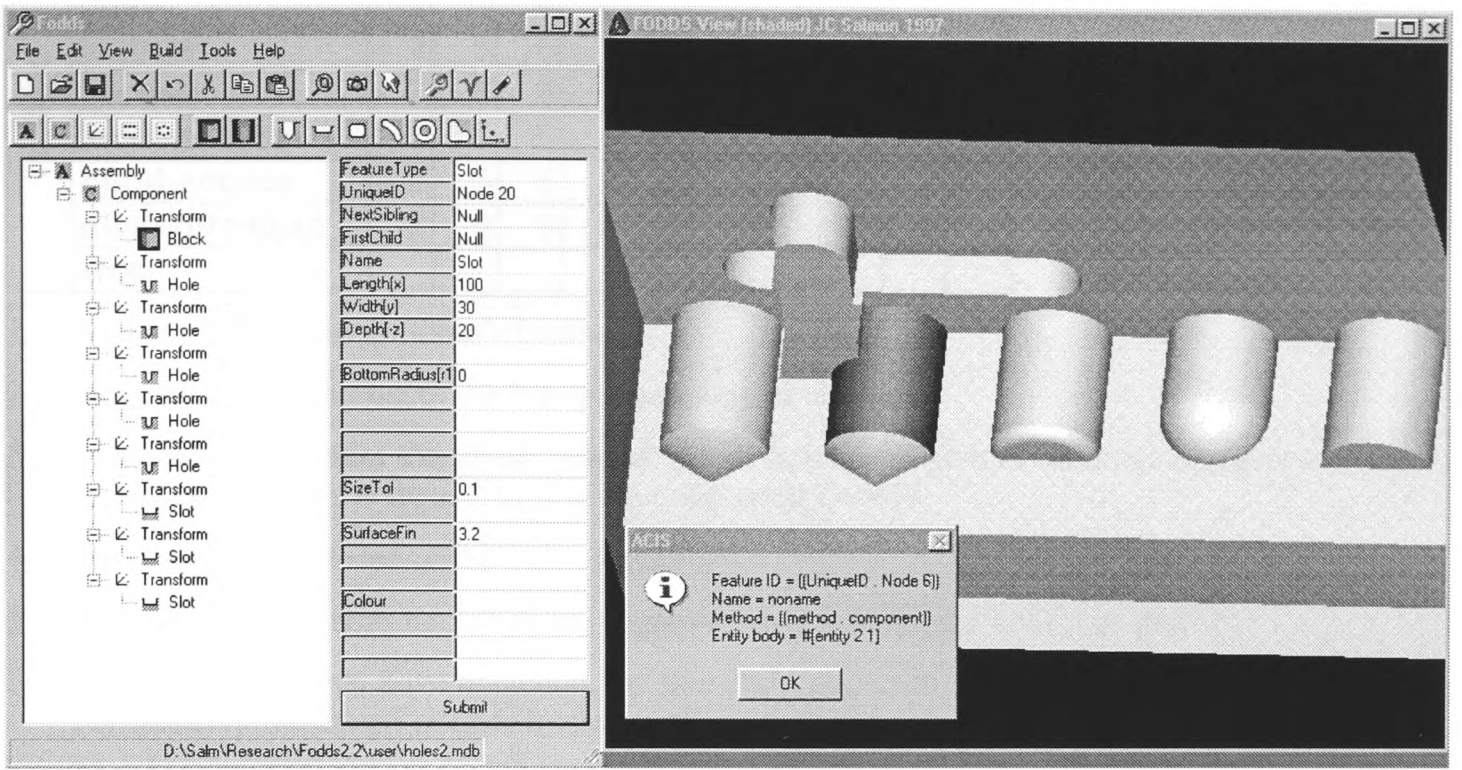 Fodds
File Edit View Build Tools Help
A C
Assembly
Component
Transform
Block
Transform
Hole
Transform
Hole
Transform
Hole
Transform
Hole
Transform
Hole
Transform
Slot
Transform
Slot
Transform
Slot
FeatureType Slot
UniqueID Node 20
NextSibling Null
FirstChild Null
Name Slot
Length[x] 100
Width[y] 30
Depth[-z] 20
BottomRadius[r1 0
SizeTol 0.1
SurfaceFin 3.2
Colour
Submit
D:\Salm\Research\Fodds2.2\user\holes2.mdb
FODDS View [shaded] JC Salmon 1997
ACIS
Feature ID = ((UniqueID . Node 6))
Name = noname
Method = ((method . component))
Entity body = #[entity 2 1]
OK